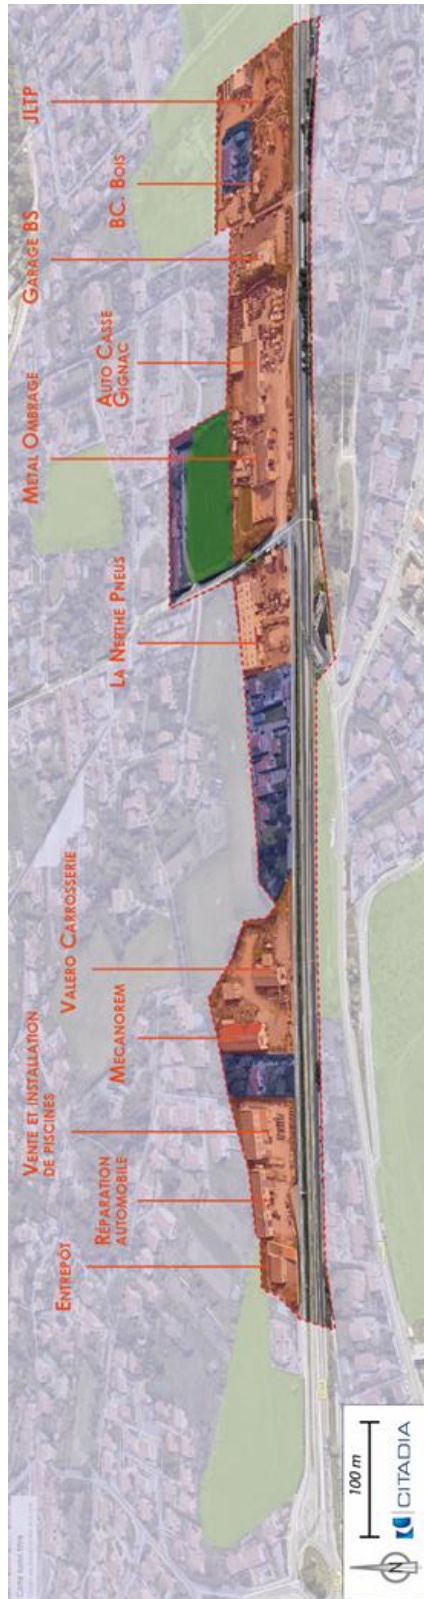 Entrepôt
Réparation
automobile
Vente et installation
de piscines
Mecanorem
Valero Carrosserie
La Nerthe Pneus
Metal Ombrage
Auto Casse
Gignac
Garage BS
BC. Bois
JLTP
N
100 m
CITADIA